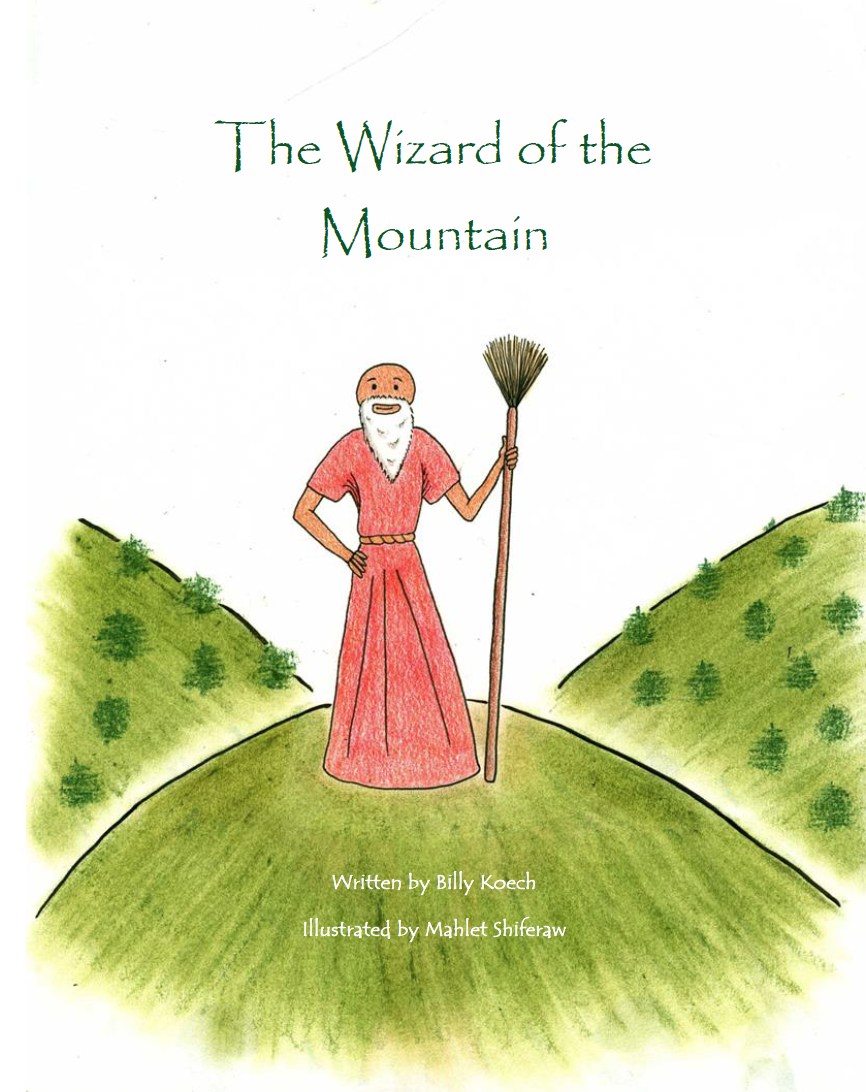 The Wizard of the
Mountain
Written by Billy Koech
Illustrated by Mahlet Shiferaw